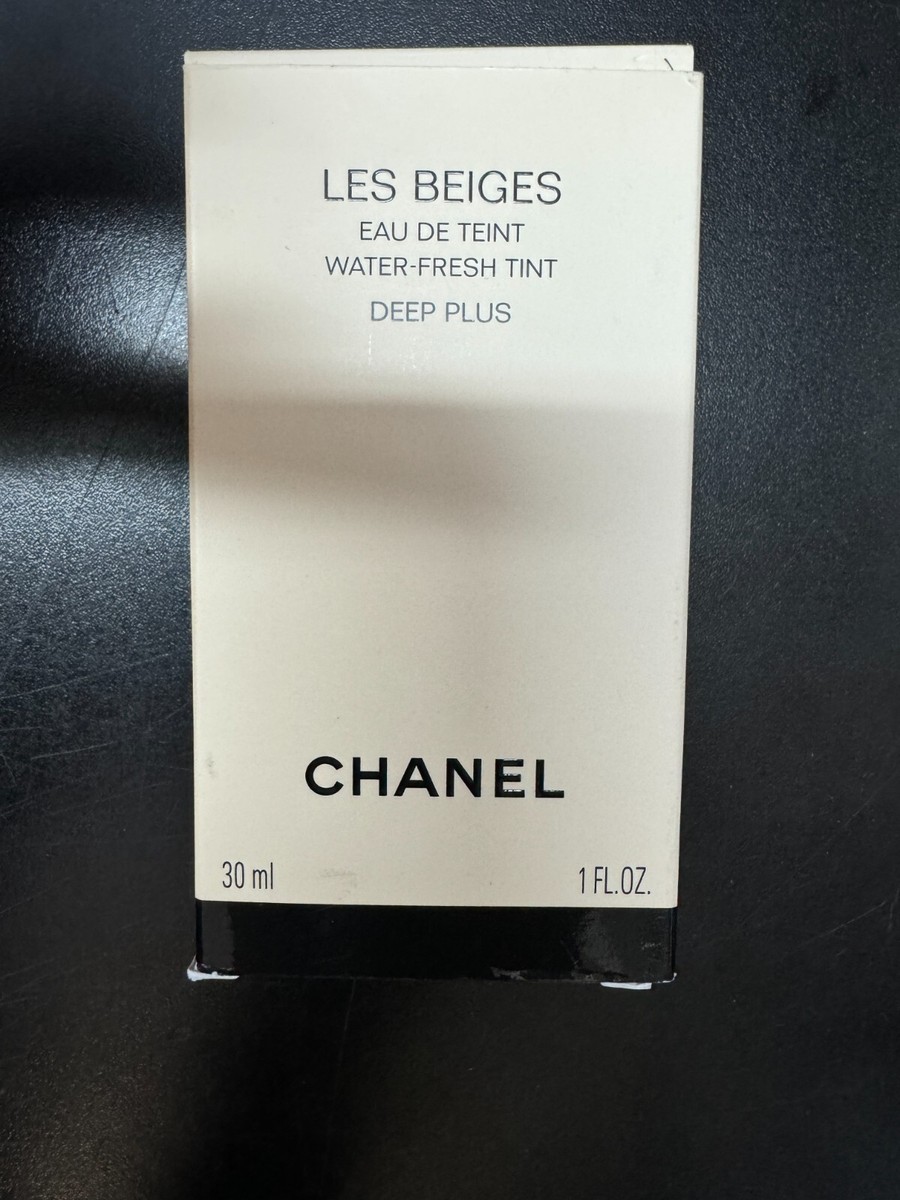 LES BEIGES
EAU DE TEINT
WATER-FRESH TINT
DEEP PLUS
CHANEL
30 ml 1 FL.OZ.